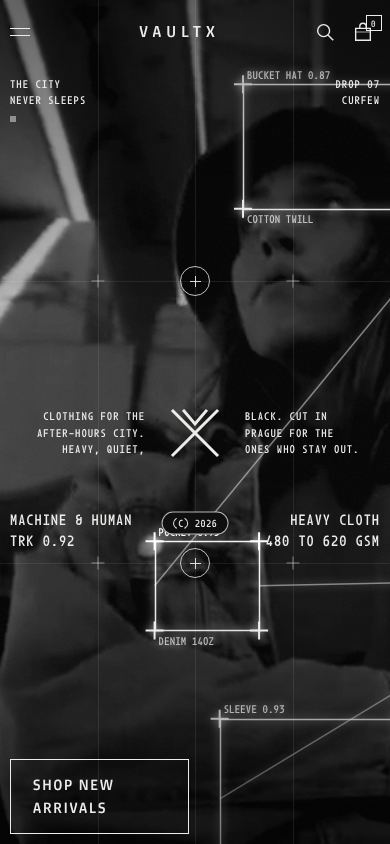 VAULTX
0
THE CITY
NEVER SLEEPS
BUCKET HAT 0.87
DROP 07
CURFEW
COTTON TWILL
CLOTHING FOR THE
AFTER-HOURS CITY.
HEAVY, QUIET,
BLACK. CUT IN
PRAGUE FOR THE
ONES WHO STAY OUT.
MACHINE & HUMAN
TRK 0.92
(C) 2026
HEAVY CLOTH
480 TO 620 GSM
DENIM 14OZ
SLEEVE 0.93
SHOP NEW
ARRIVALS